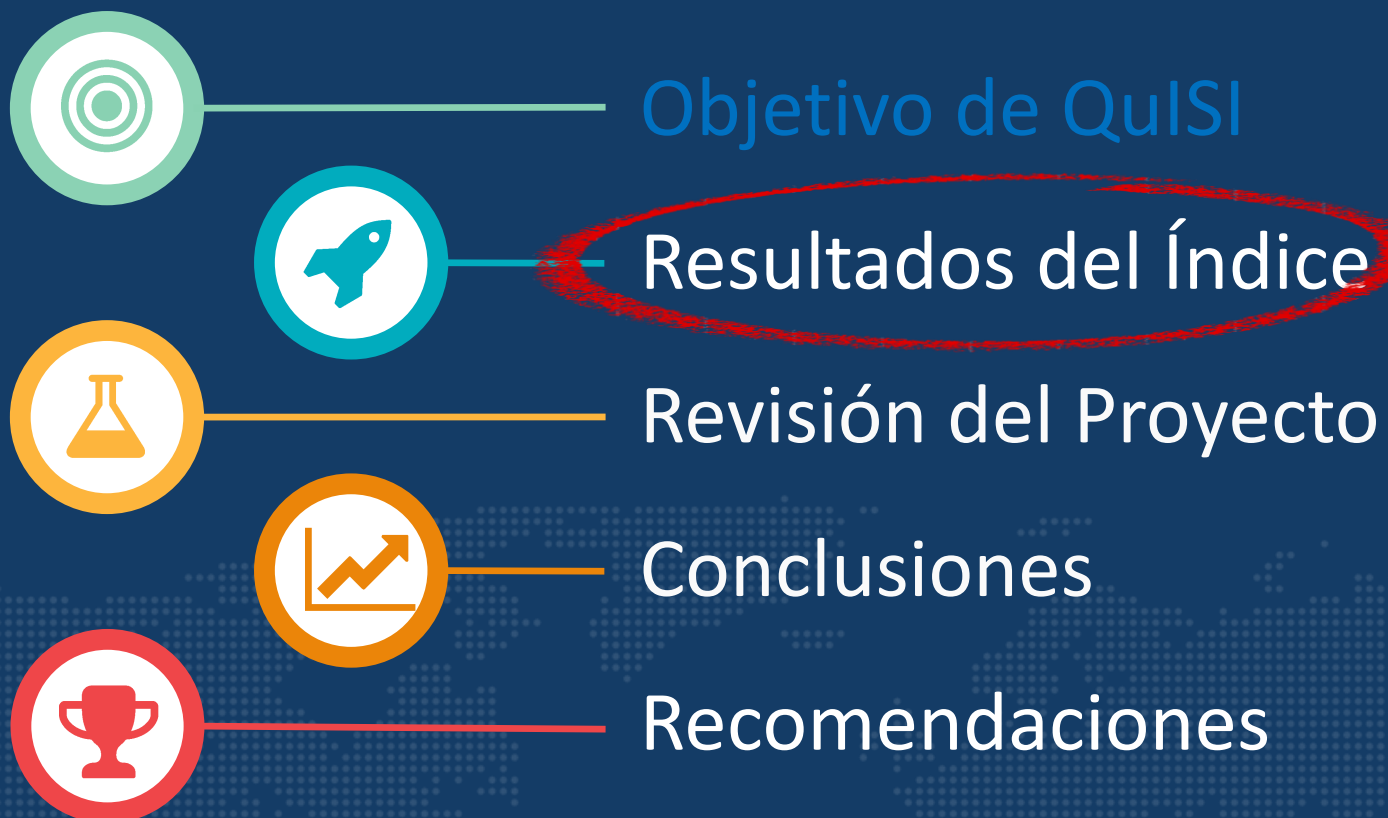 Objetivo de QuISI
Resultados del Índice
Revisión del Proyecto
Conclusiones
Recomendaciones